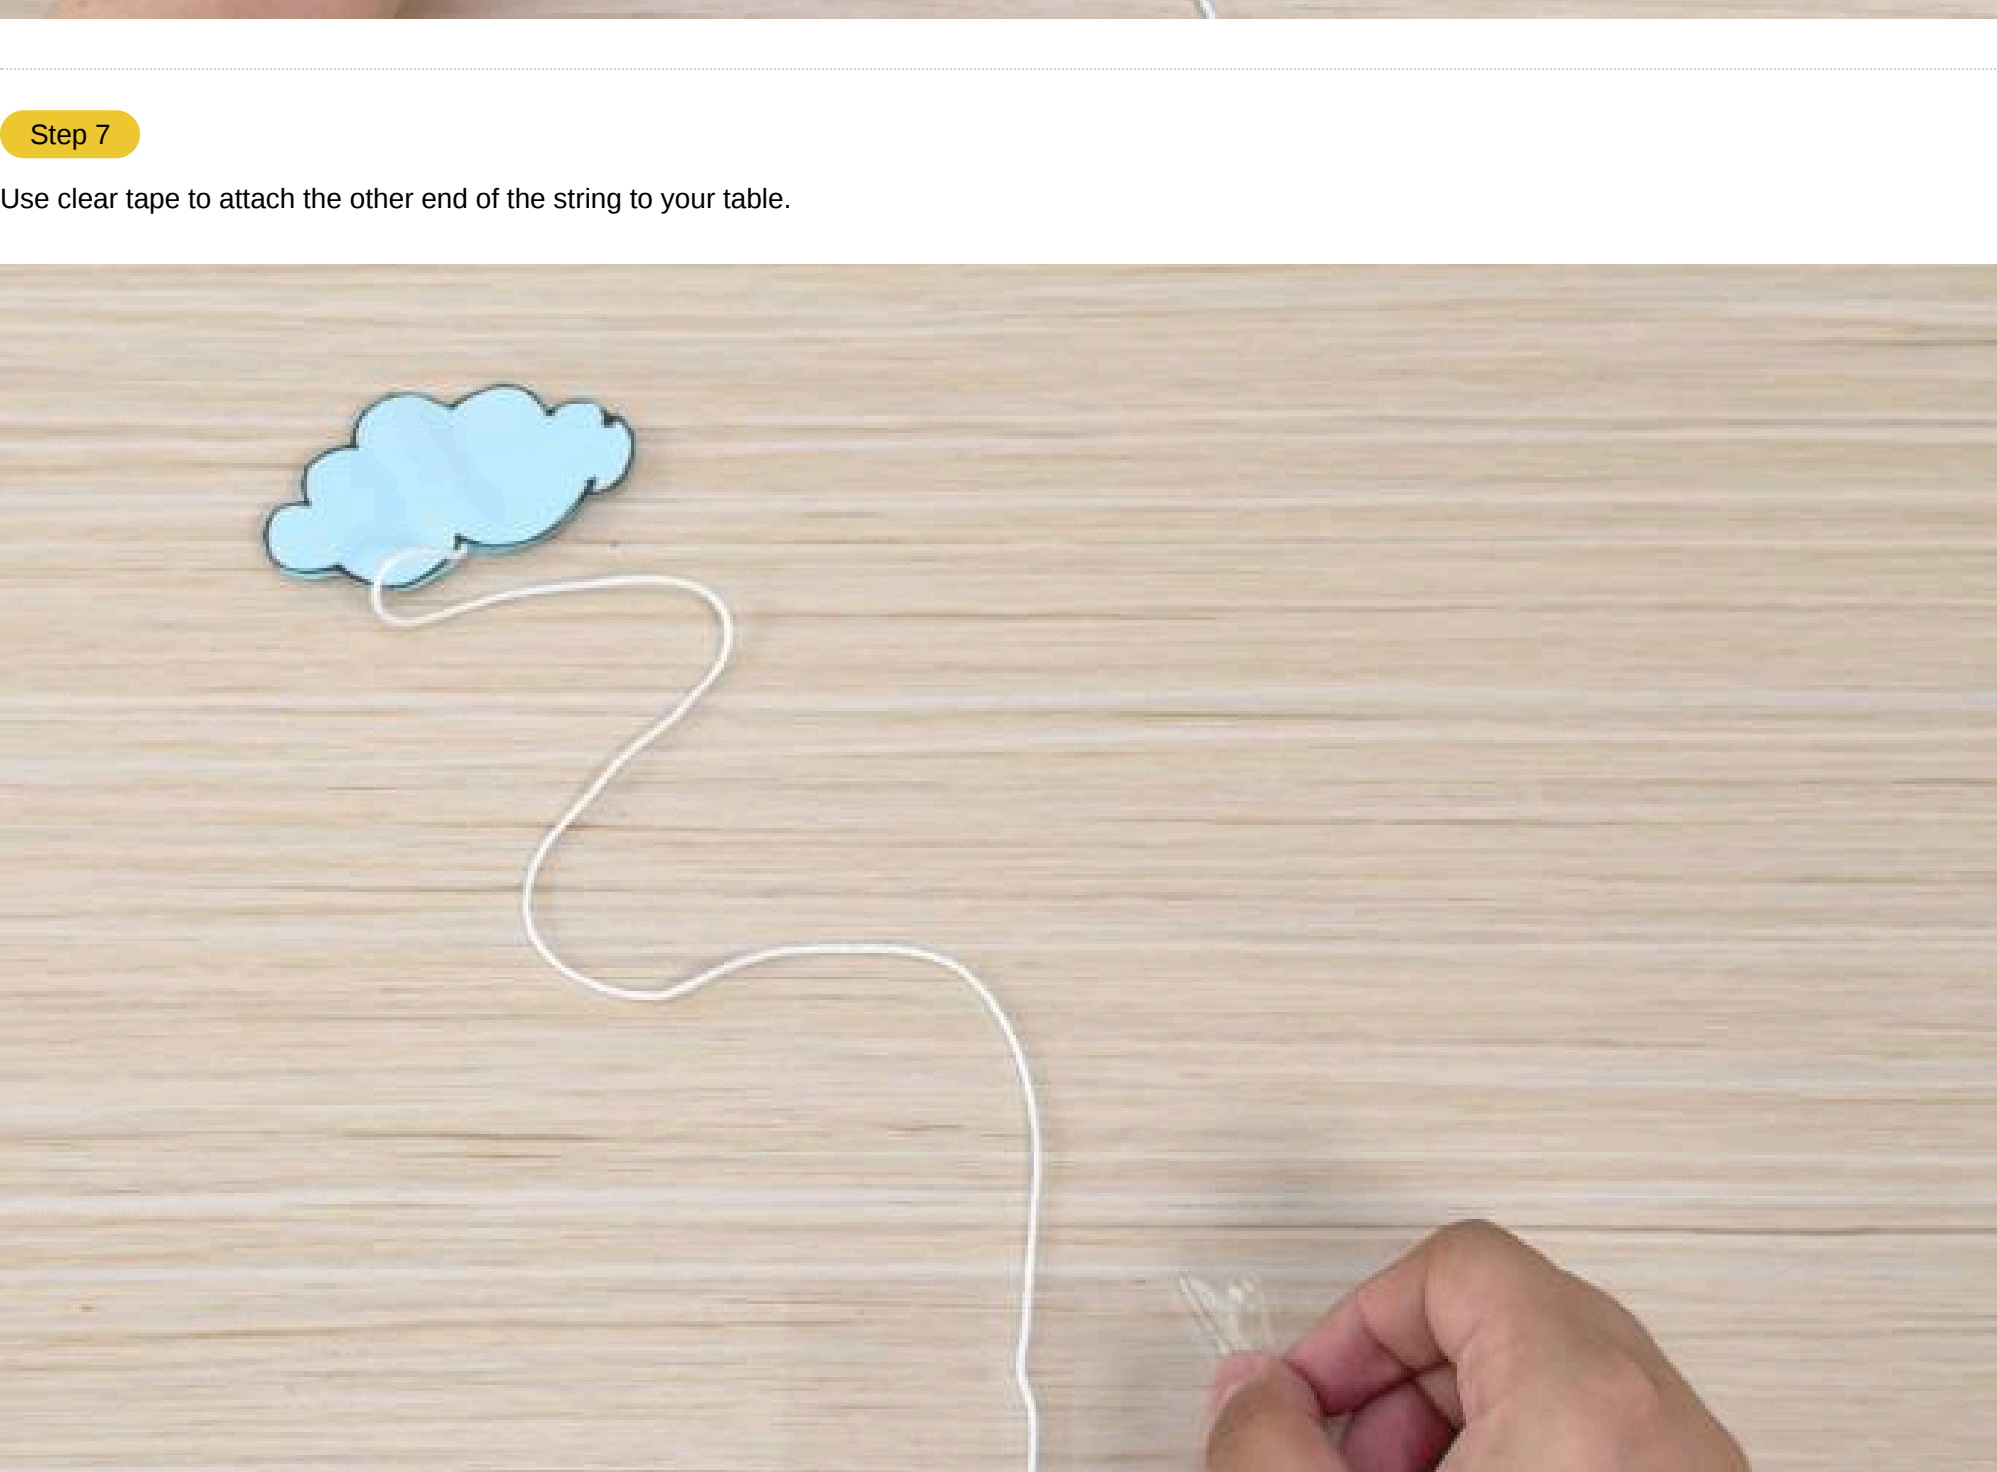 Step 7
Use clear tape to attach the other end of the string to your table.